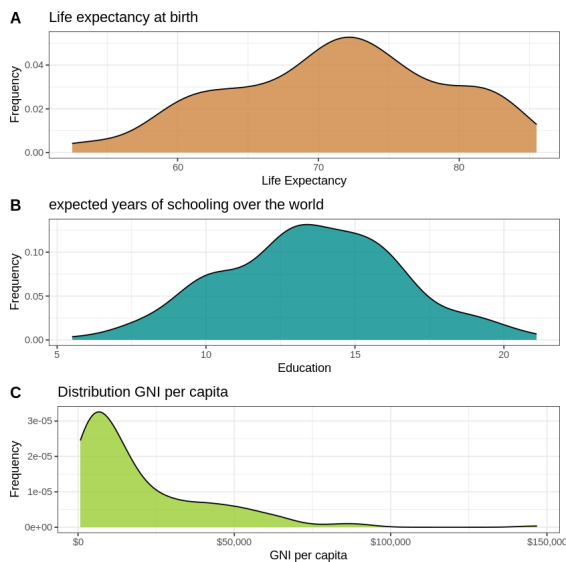 A Life expectancy at birth
Frequency
0.04
0.02
0.00
60 70 80
Life Expectancy
B expected years of schooling over the world
Frequency
0.10
0.05
0.00
5 10 15 20
Education
C Distribution GNI per capita
Frequency
3e-05
2e-05
1e-05
0e+00
$0 $50,000 $100,000 $150,000
GNI per capita